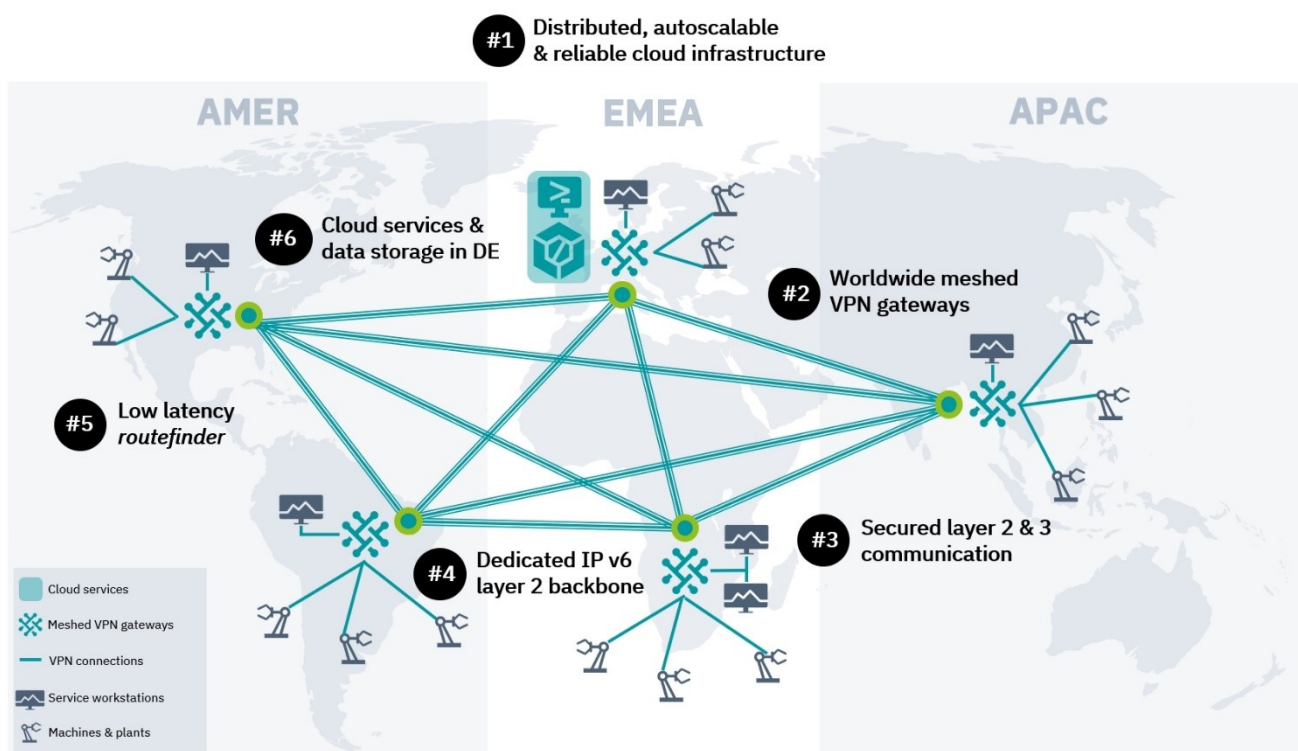 #1
Distributed, autoscalable
& reliable cloud infrastructure
AMER
EMEA
APAC
#6
Cloud services &
data storage in DE
#2
Worldwide meshed
VPN gateways
#5
Low latency
routefinder
#3
Secured layer 2 & 3
communication
#4
Dedicated IP v6
layer 2 backbone
Cloud services
Meshed VPN gateways
VPN connections
Service workstations
Machines & plants